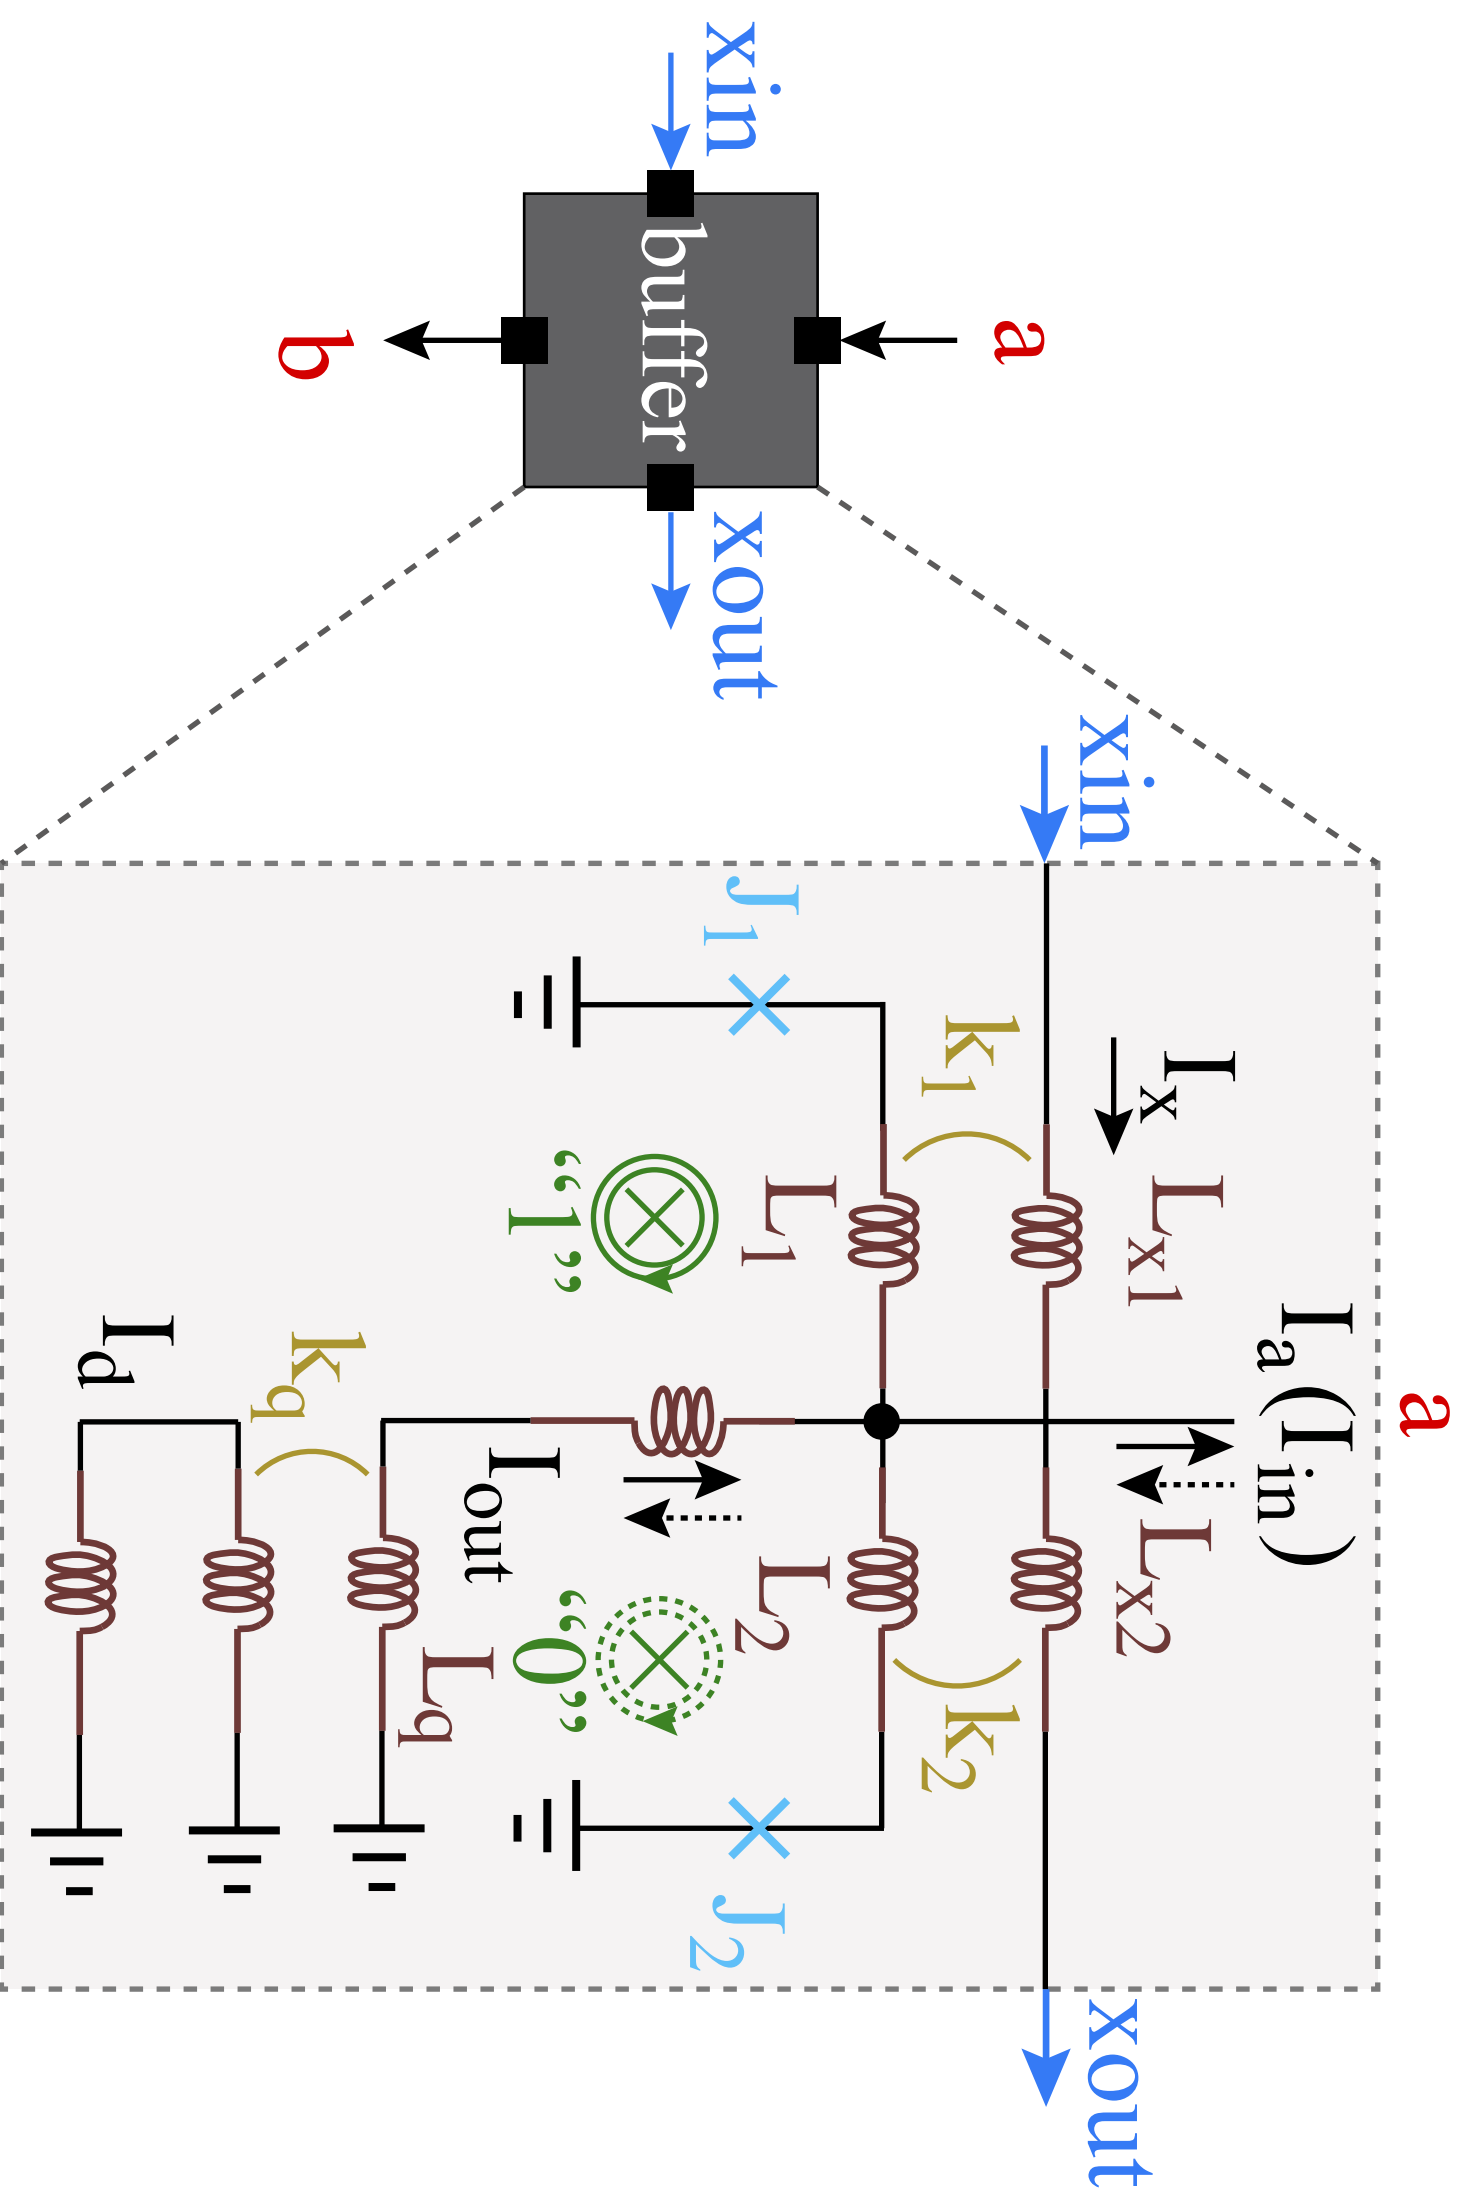 a
xin
buffer
xout
b
a
Ia(Iin)
xin
Ix
Lx1
Lx2
xout
k1
k2
L1
L2
J1
J2
“1”
“0”
Iout
Lq
kq
Id